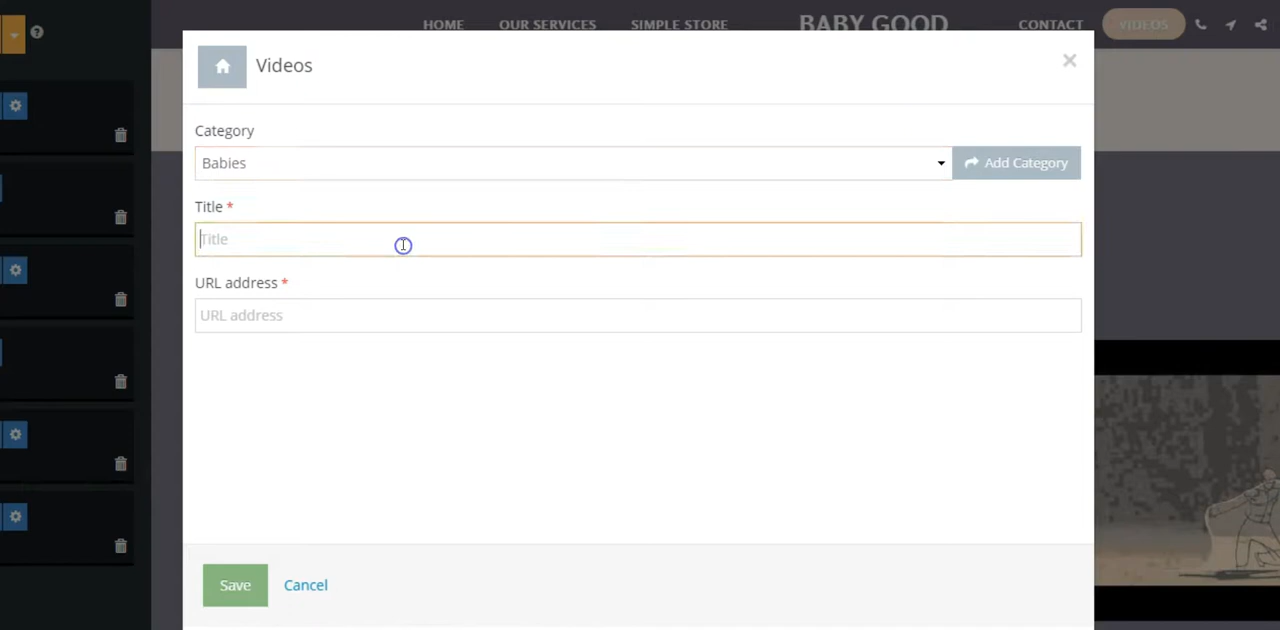 HOME OUR SERVICES SIMPLE STORE BABY GOOD CONTACT VIDEOS
Videos
×
Category
Babies
Add Category
Title *
Title
URL address *
URL address
Save Cancel